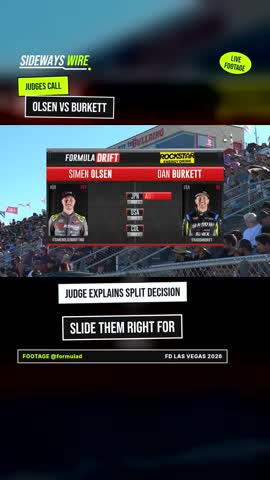 SIDEWAYS WIRE
LIVE
FOOTAGE
JUDGES CALL
OLSEN VS BURKETT
FORMULA DRIFT
ROCKSTAR
SIMEN OLSEN
DAN BURKETT
JPN
USA
COL
JUDGE EXPLAINS SPLIT DECISION
SLIDE THEM RIGHT FOR
FOOTAGE @formulad
FD LAS VEGAS 2026